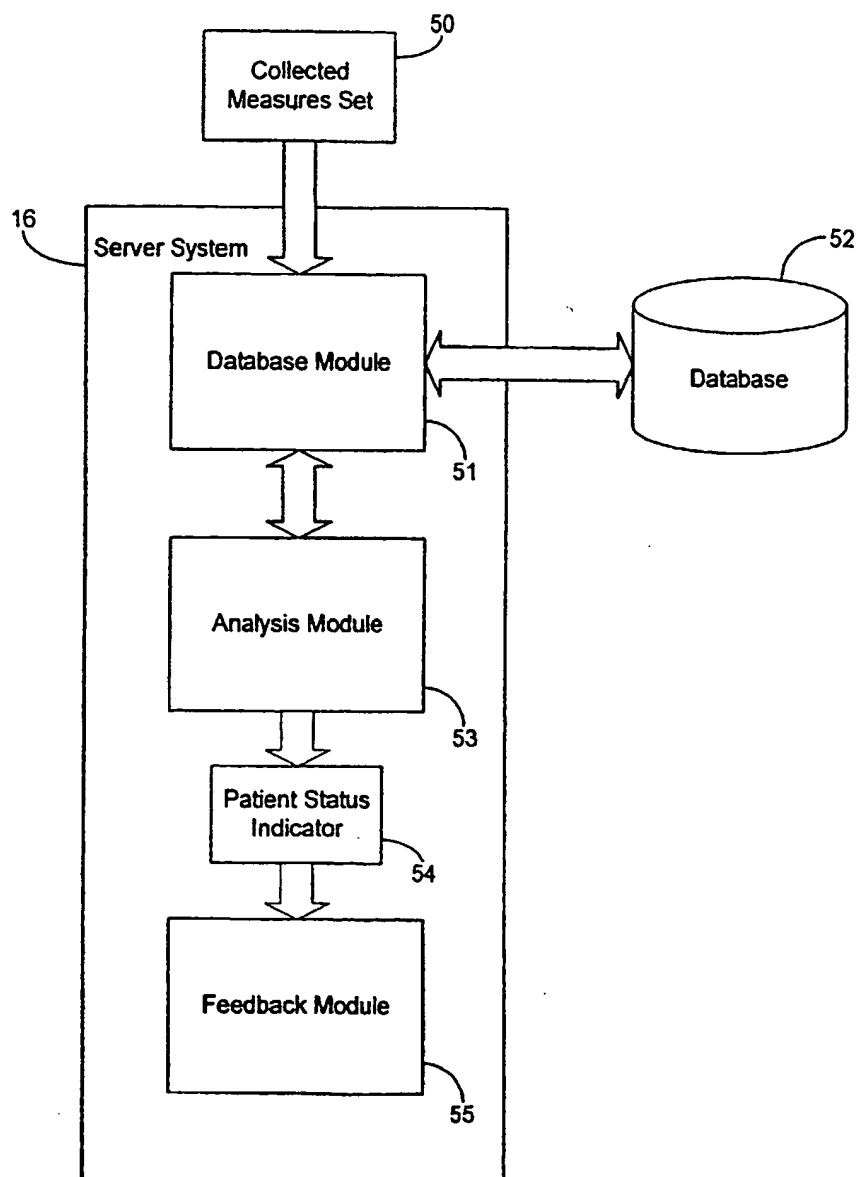 50
Collected
Measures Set
16
Server System
52
Database Module
Database
51
Analysis Module
53
Patient Status
Indicator
54
Feedback Module
55